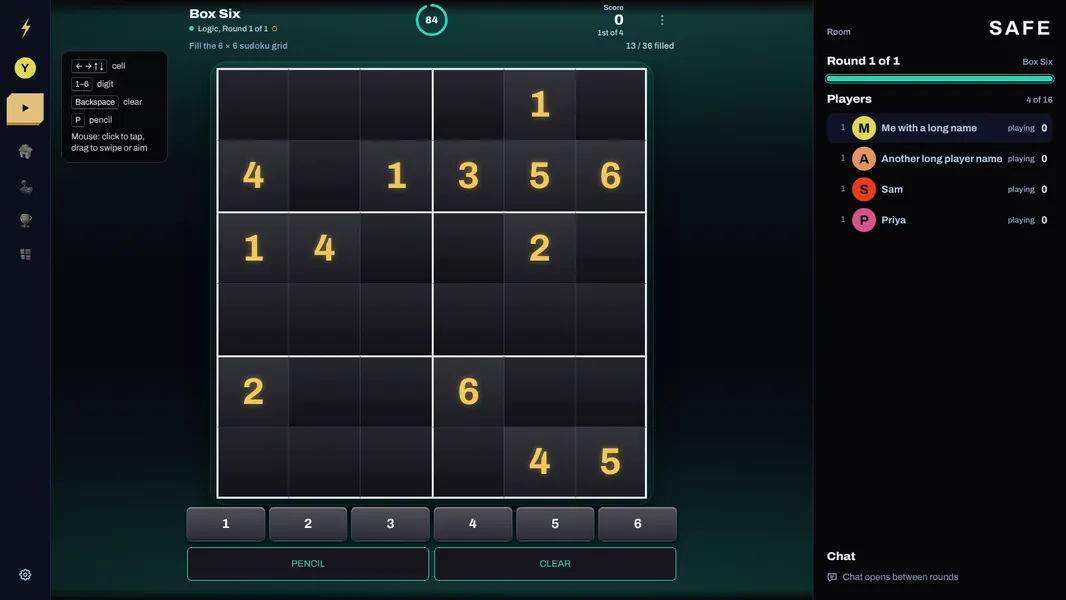 Box Six
Logic, Round 1 of 1
Fill the 6 × 6 sudoku grid
84
Score
0
1st of 4
13 / 36 filled
← → ↑ ↓ cell
1–6 digit
Backspace clear
P pencil
Mouse: click to tap,
drag to swipe or aim
Y
1
4 1 3 5 6
1 4 2
2 6
4 5
1 2 3 4 5 6
PENCIL CLEAR
Room SAFE
Round 1 of 1 Box Six
Players 4 of 16
1 M Me with a long name playing 0
1 A Another long player name playing 0
1 S Sam playing 0
1 P Priya playing 0
Chat
Chat opens between rounds